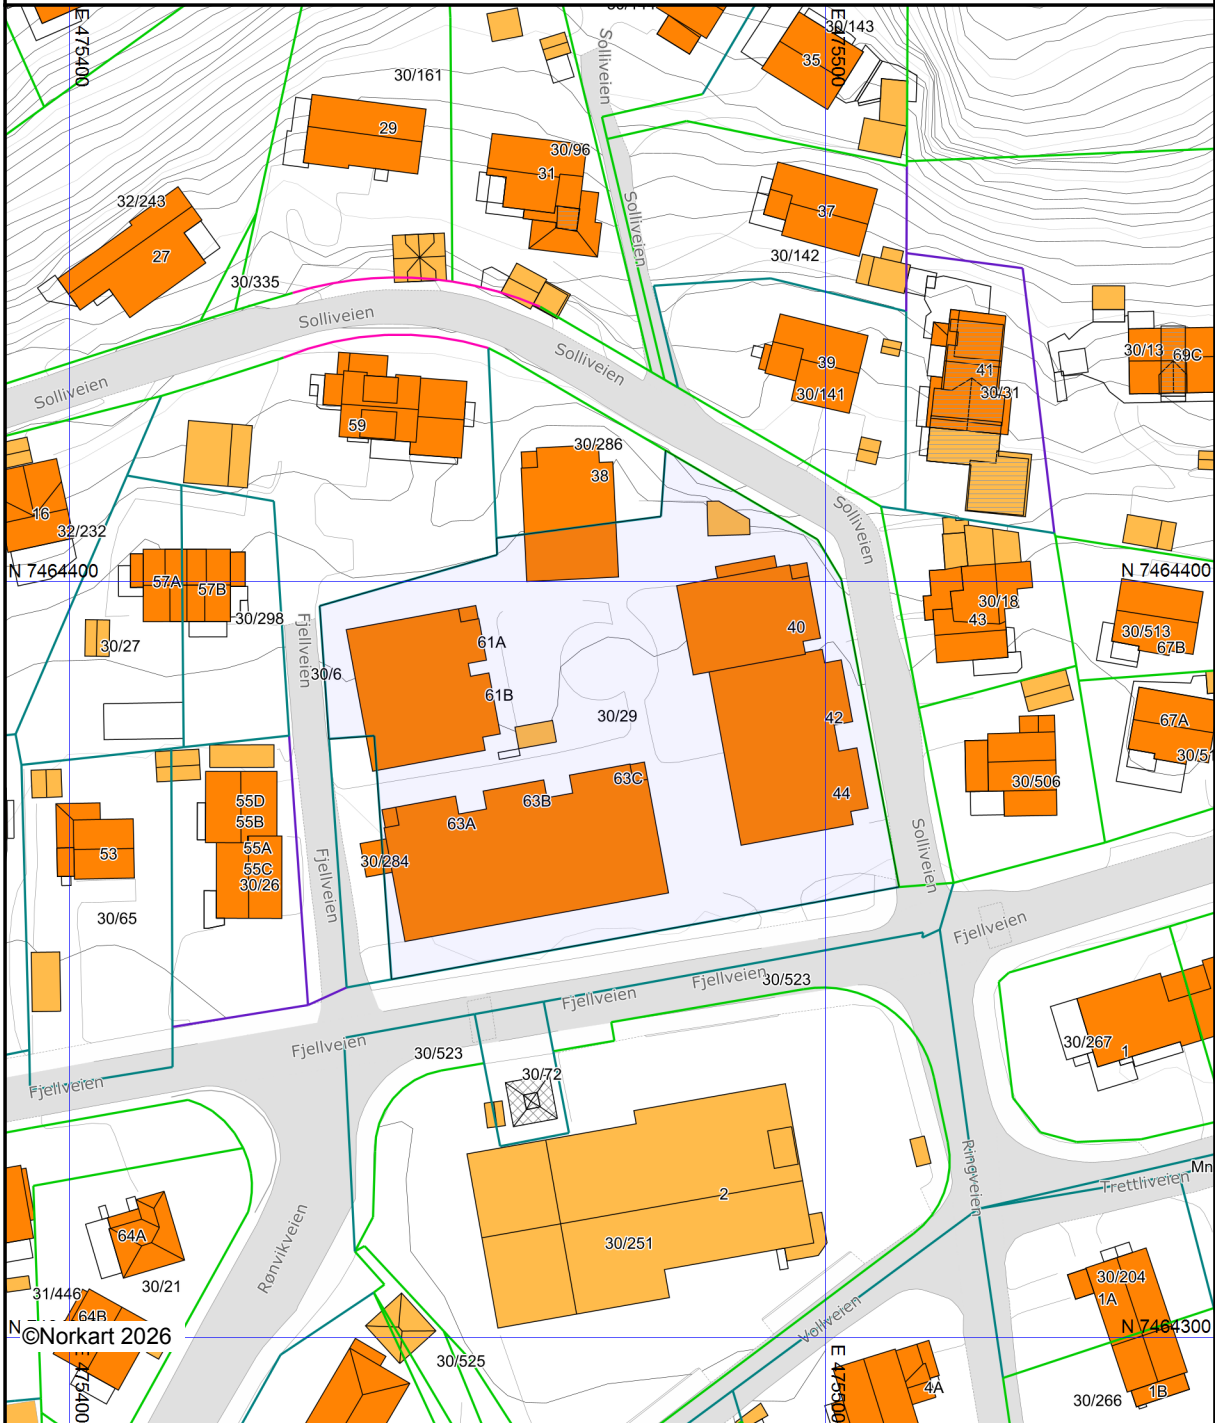 E 475400
E 475500
30/143
35
Solliveien
30/161
29
30/96
31
32/243
27
37
Solliveien
30/142
30/335
Solliveien
Solliveien
Solliveien
39
30/141
41
30/31
30/13
69C
59
30/286
38
16
32/232
Solliveien
N 7464400
N 7464400
57A
57B
30/298
30/27
Fjellveien
30/6
61A
61B
40
30/29
42
44
30/18
43
30/513
67B
67A
30/51
30/506
63C
63B
63A
30/284
55D
55B
55A
55C
30/26
53
30/65
Fjellveien
Solliveien
Fjellveien
Fjellveien
Fjellveien
30/523
Fjellveien
30/523
Fjellveien
30/72
30/267
1
2
30/251
Ringveien
Trettliveien
Mn
64A
30/21
31/446
64B
Rønvikveien
Vollveien
30/204
1A
N 7464300
©Norkart 2026
30/525
4A
1B
30/266
E 475400
E 475500